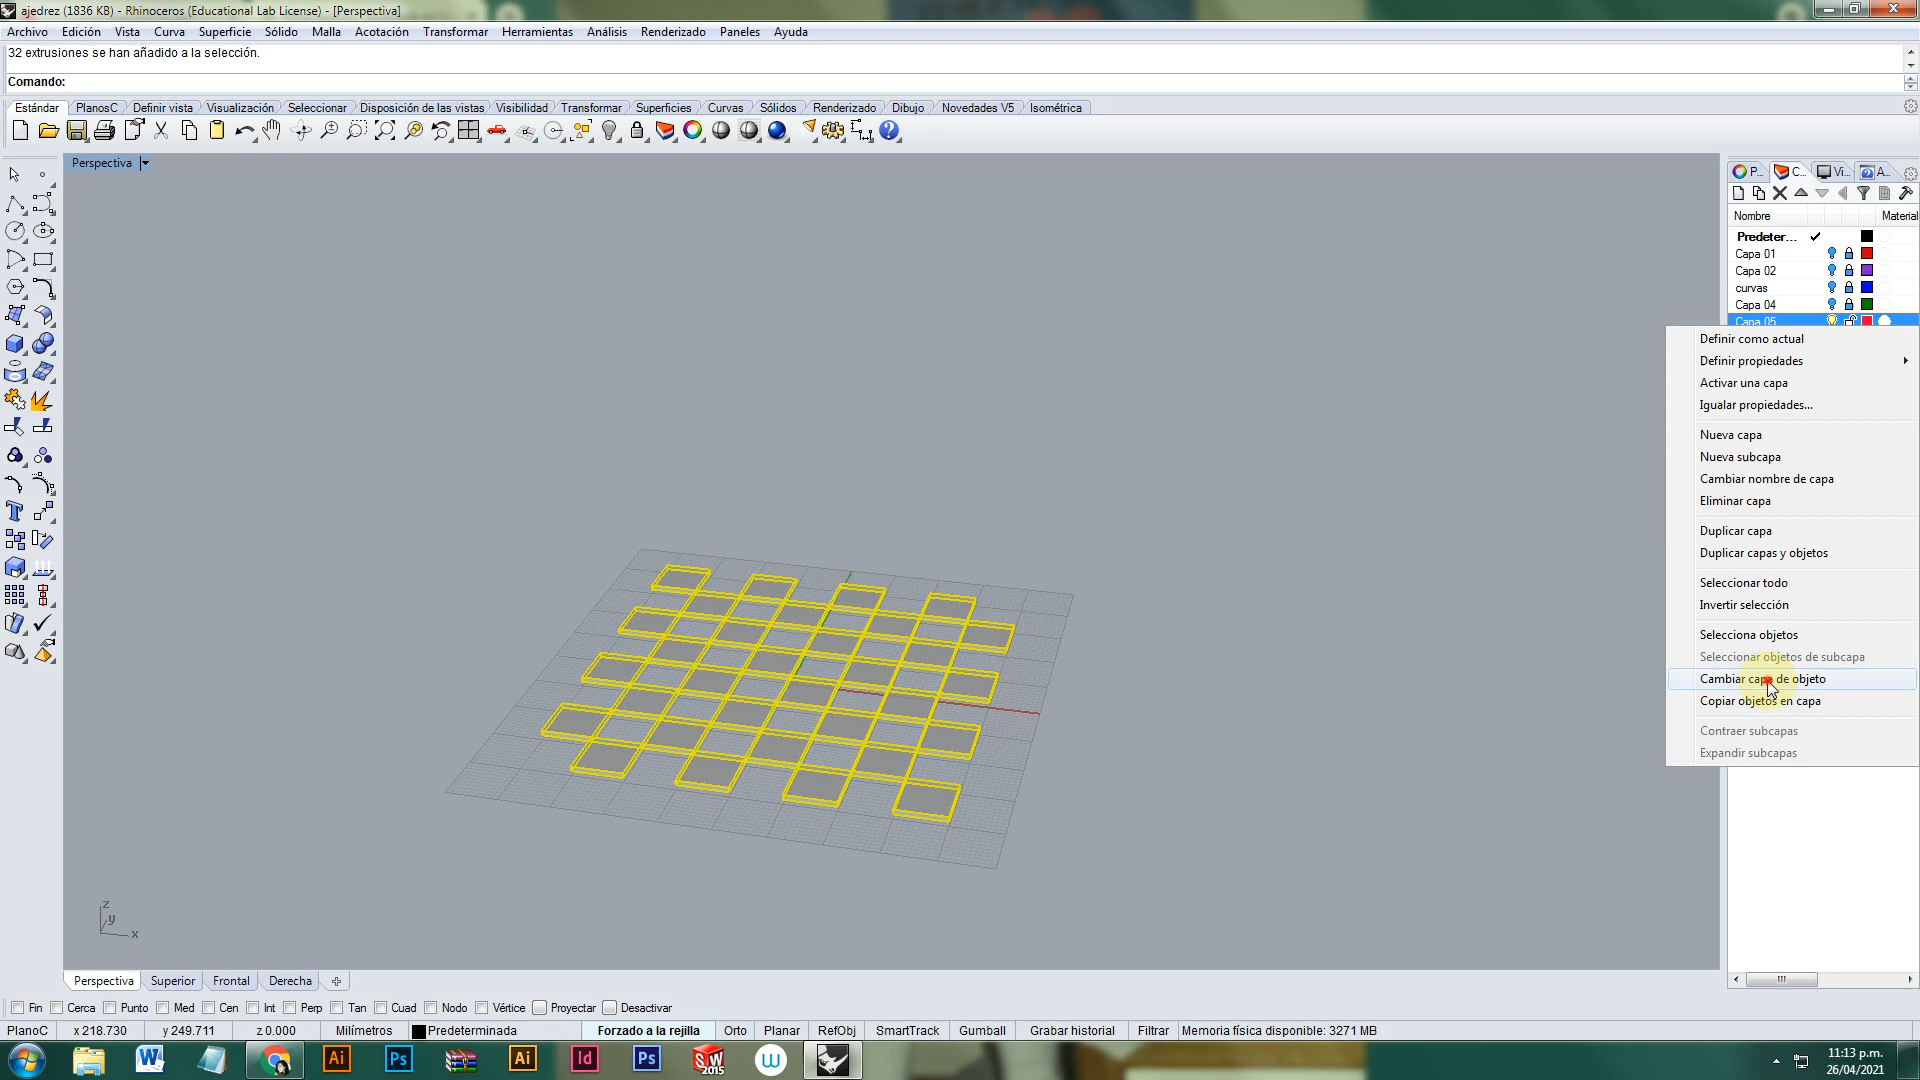 ajedrez (1836 KB) - Rhinoceros (Educational Lab License) - [Perspectiva]
Archivo Edición Vista Curva Superficie Sólido Malla Acotación Transformar Herramientas Análisis Renderizado Paneles Ayuda
32 extrusiones se han añadido a la selección.
Comando:
Estándar PlanosC Definir vista Visualización Seleccionar Disposición de las vistas Visibilidad Transformar Superficies Curvas Sólidos Renderizado Dibujo Novedades V5 Isométrica
Perspectiva
P... C... Vi... A...
Nombre Material
Predeter...
Capa 01
Capa 02
curvas
Capa 04
Capa 05
Definir como actual
Definir propiedades
Activar una capa
Igualar propiedades...
Nueva capa
Nueva subcapa
Cambiar nombre de capa
Eliminar capa
Duplicar capa
Duplicar capas y objetos
Seleccionar todo
Invertir selección
Selecciona objetos
Seleccionar objetos de subcapa
Cambiar capa de objeto
Copiar objetos en capa
Contraer subcapas
Expandir subcapas
z
y
x
Perspectiva Superior Frontal Derecha
Fin Cerca Punto Med Cen Int Perp Tan Cuad Nodo Vértice Proyectar Desactivar
PlanoC x 218.730 y 249.711 z 0.000 Milímetros Predeterminada Forzado a la rejilla Orto Planar RefObj SmartTrack Gumball Grabar historial Filtrar Memoria física disponible: 3271 MB
W Ai Ps Ai Id Ps SW 2015 W
11:13 p.m.
26/04/2021